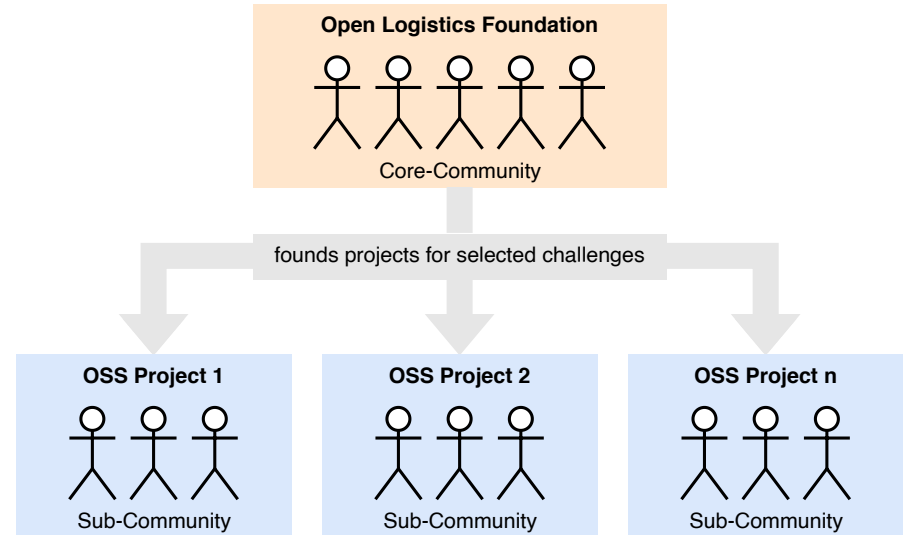 Open Logistics Foundation
Core-Community
founds projects for selected challenges
OSS Project 1
Sub-Community
OSS Project 2
Sub-Community
OSS Project n
Sub-Community